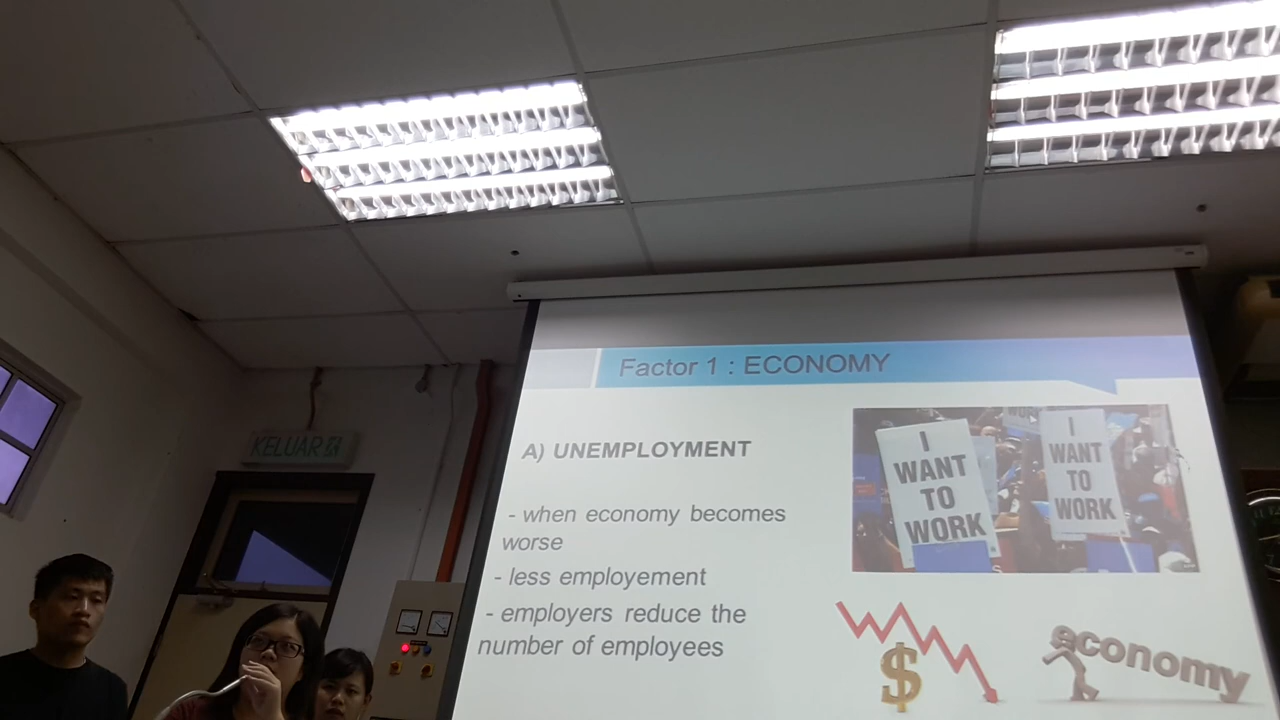 Factor 1 : ECONOMY
A) UNEMPLOYMENT
- when economy becomes
worse
- less employement
- employers reduce the
number of employees
I
WANT
TO
WORK
I
WANT
TO
WORK
WORK
$
economy
KELUAR